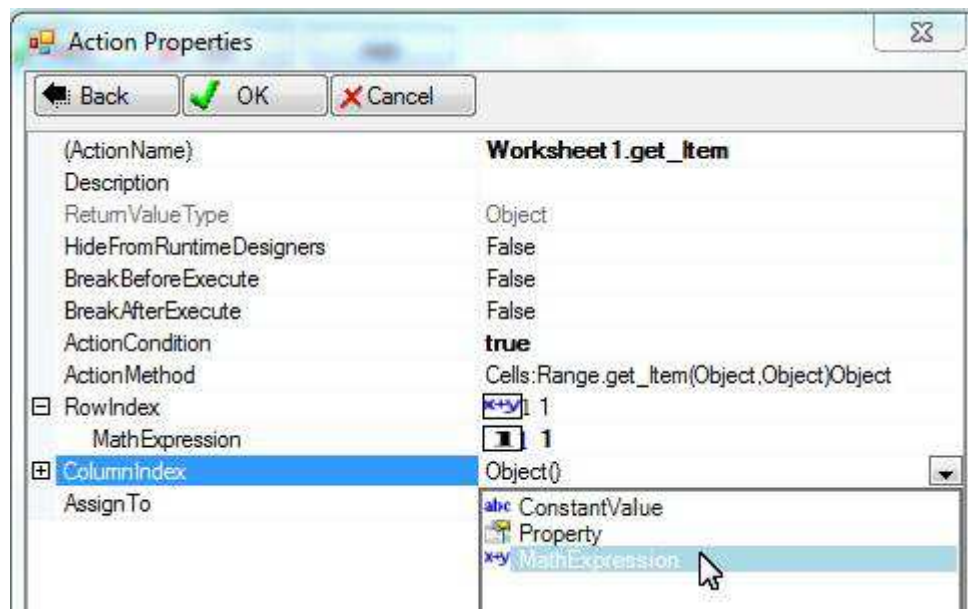 Action Properties
Back OK Cancel
(ActionName) Worksheet1.get_Item
Description
ReturnValueType Object
HideFromRuntimeDesigners False
BreakBeforeExecute False
BreakAfterExecute False
ActionCondition true
ActionMethod Cells:Range.get_Item(Object,Object)Object
RowIndex x+y 1
MathExpression 1 1
ColumnIndex Object()
AssignTo
abc ConstantValue
Property
x+y MathExpression